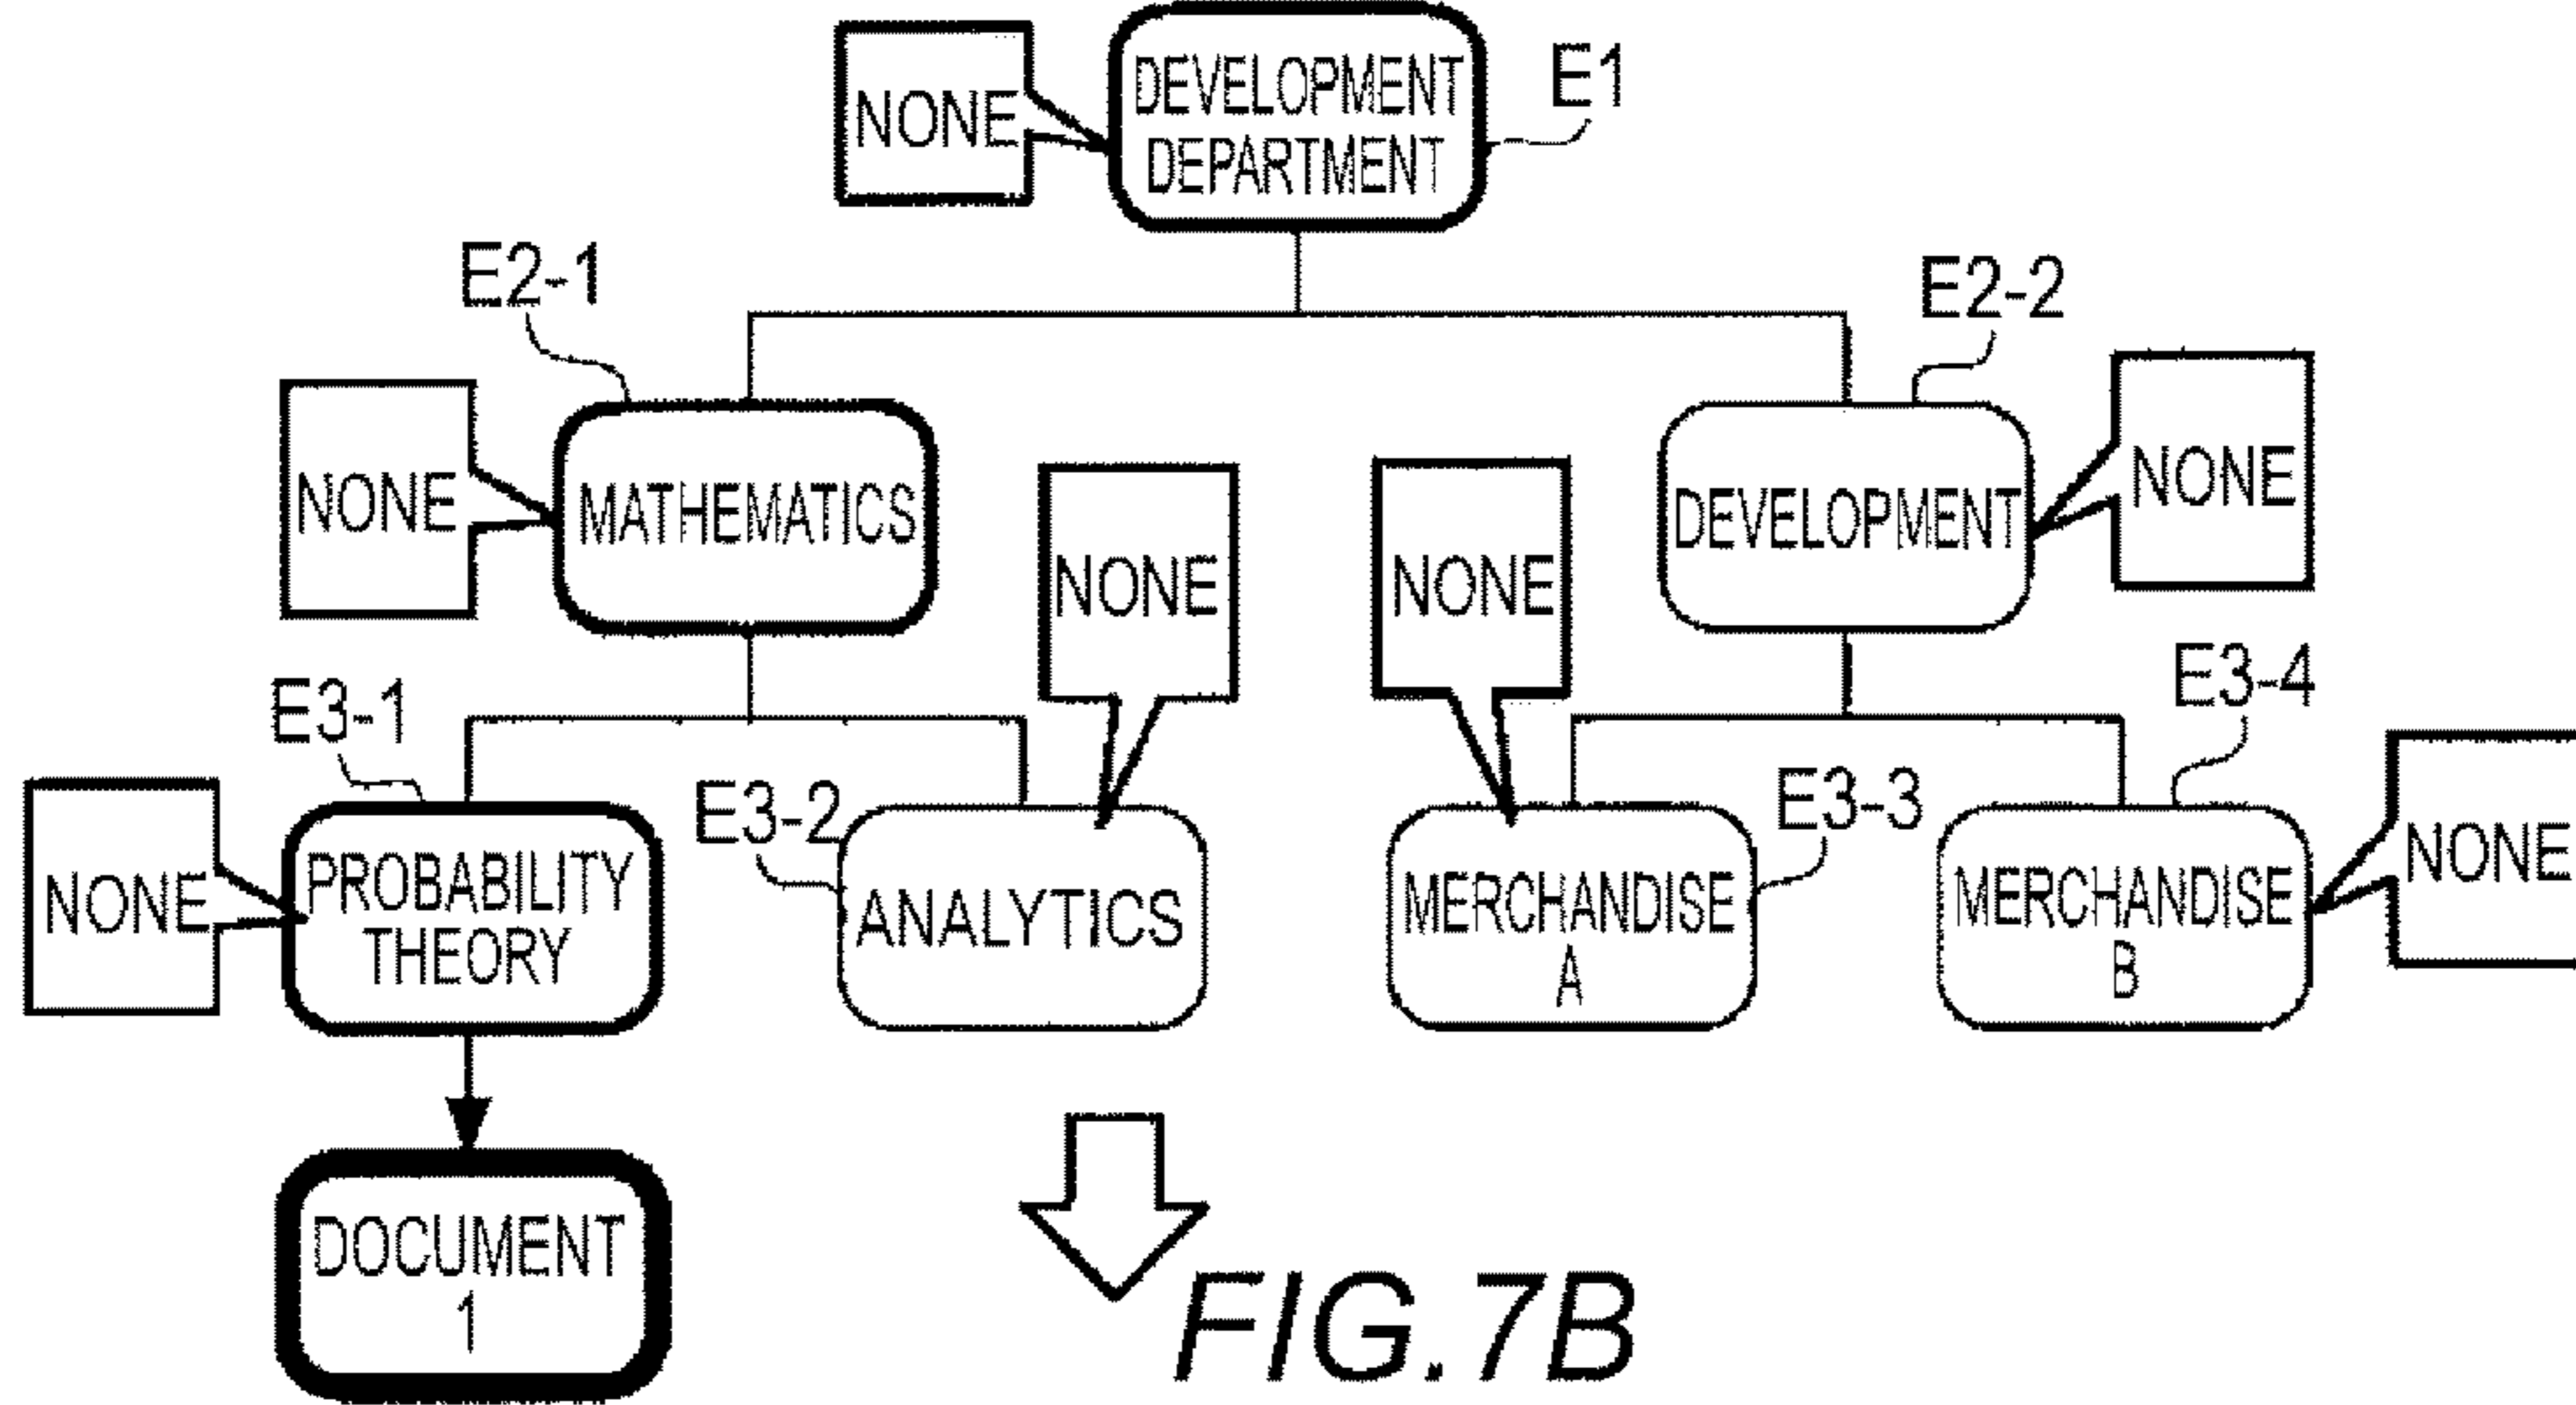 NONE
DEVELOPMENT
DEPARTMENT
E1
E2-1
E2-2
NONE
MATHEMATICS
NONE
NONE
DEVELOPMENT
NONE
E3-1
E3-2
E3-3
E3-4
NONE
PROBABILITY
THEORY
ANALYTICS
MERCHANDISE
A
MERCHANDISE
B
NONE
DOCUMENT
1
FIG.7B